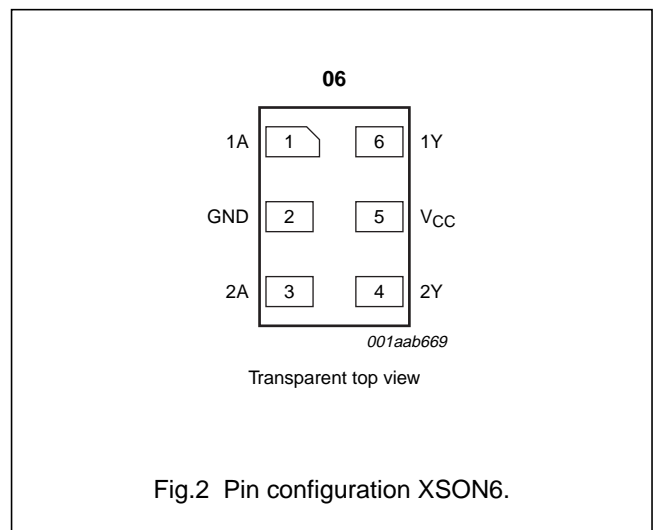 06
1A 1 6 1Y
GND 2 5 VCC
2A 3 4 2Y
001aab669
Transparent top view
Fig.2 Pin configuration XSON6.